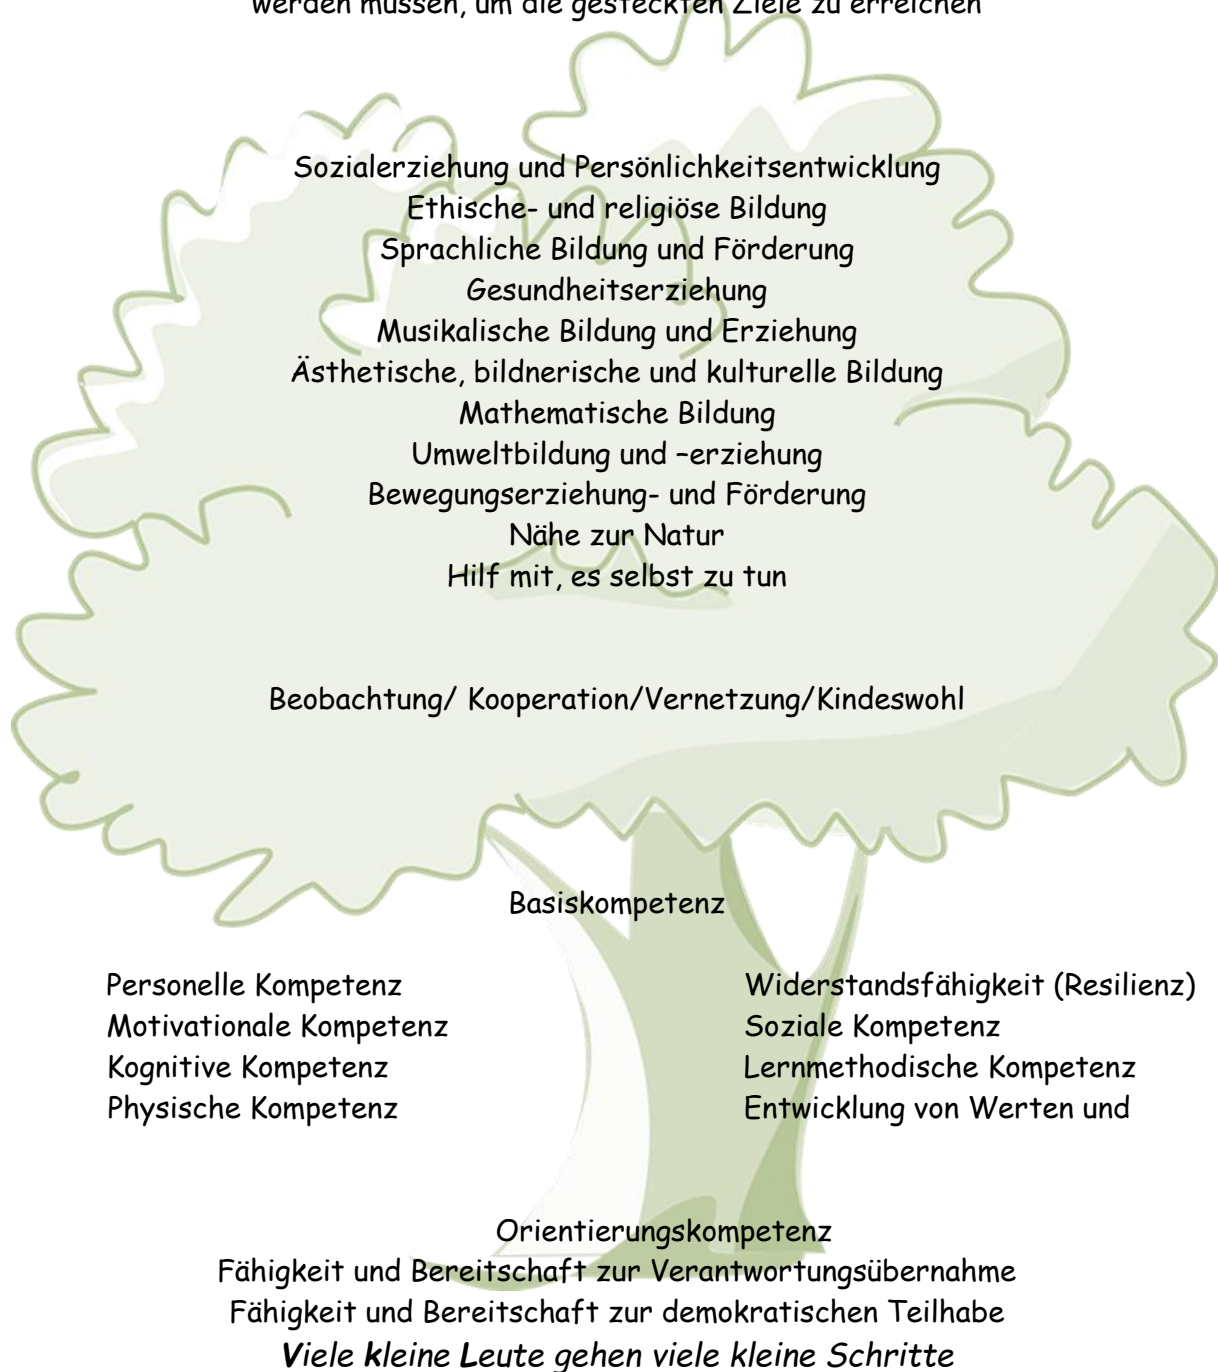 werden müssen, um die gesteckten Ziele zu erreichen
Sozialerziehung und Persönlichkeitsentwicklung
Ethische- und religiöse Bildung
Sprachliche Bildung und Förderung
Gesundheitserziehung
Musikalische Bildung und Erziehung
Ästhetische, bildnerische und kulturelle Bildung
Mathematische Bildung
Umweltbildung und –erziehung
Bewegungserziehung- und Förderung
Nähe zur Natur
Hilf mit, es selbst zu tun
Beobachtung/ Kooperation/Vernetzung/Kindeswohl
Basiskompetenz
Personelle Kompetenz
Motivationale Kompetenz
Kognitive Kompetenz
Physische Kompetenz
Widerstandsfähigkeit (Resilienz)
Soziale Kompetenz
Lernmethodische Kompetenz
Entwicklung von Werten und
Orientierungskompetenz
Fähigkeit und Bereitschaft zur Verantwortungsübernahme
Fähigkeit und Bereitschaft zur demokratischen Teilhabe
Viele kleine Leute gehen viele kleine Schritte